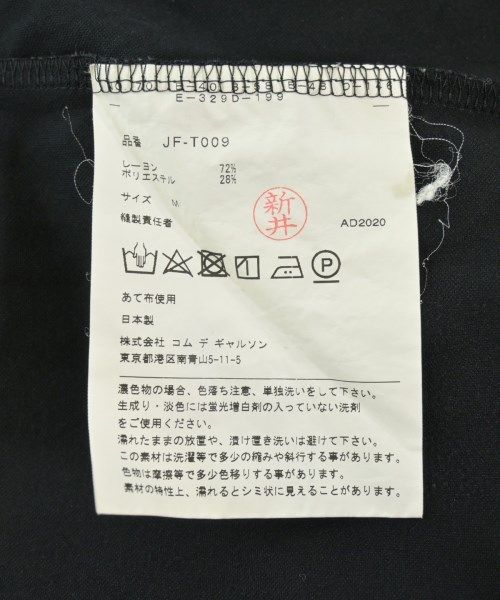 E-329D-199
品番 JF-T009
レーヨン 72%
ポリエステル 28%
サイズ M
縫製責任者 新井 AD2020
P
あて布使用
日本製
株式会社 コム デ ギャルソン
東京都港区南青山5-11-5
濃色物の場合、色落ち注意、単独洗いをして下さい。
生成り・淡色には蛍光増白剤の入っていない洗剤
をご使用ください。
濡れたままの放置や、漬け置き洗いは避けて下さい。
この素材は洗濯等で多少の縮みや斜行する事があります。
色物は摩擦等で多少色移りする事があります。
素材の特性上、濡れるとシミ状に見えることがあります。